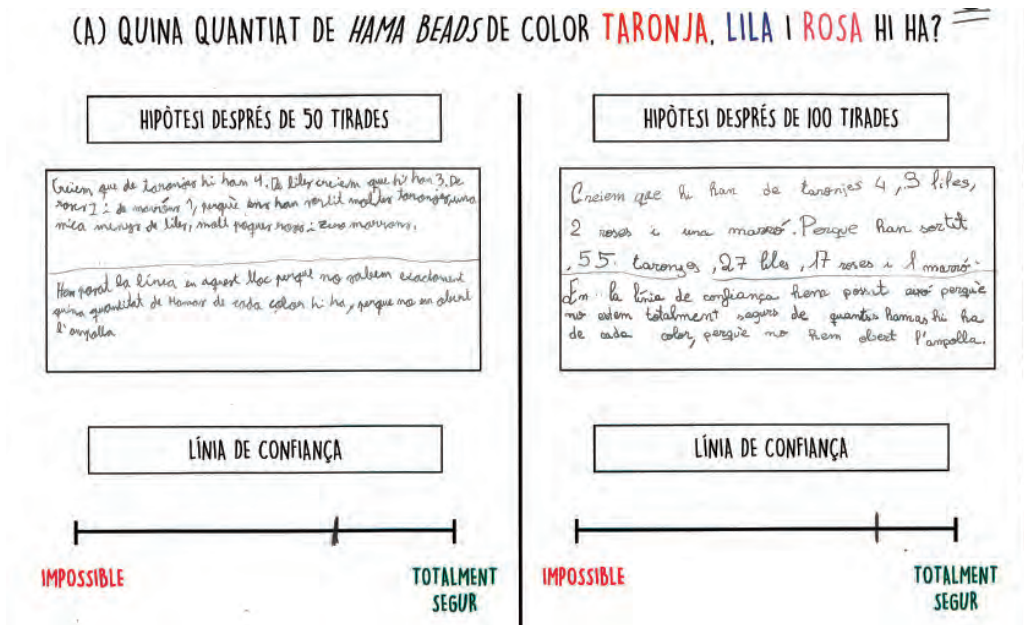 (A) QUINA QUANTIAT DE HAMA BEADS DE COLOR TARONJA, LILA I ROSA HI HA?
HIPÒTESI DESPRÉS DE 50 TIRADES
Creiem que de taronjes hi han 4. De liles creiem que hi han 3. De
roses 2 i de marrons 1, perquè ens han sortit moltes taronjes, una
mica menys de liles, molt poques roses i zero marrons.
Hem posat la línea en aquest lloc perquè no sabem exactament
quina quantitat de Hamas de cada color hi ha, perque no em obert
l'ampolla
LÍNIA DE CONFIANÇA
IMPOSSIBLE
TOTALMENT
SEGUR
HIPÒTESI DESPRÉS DE 100 TIRADES
Creiem que hi han de taronjes 4, 3 liles,
2 roses i una marró. Perque han sortit
55 taronjes, 27 liles, 17 roses i 1 marró.
En la línia de confiança hem posat això perquè
no estem totalment segurs de quantes hamas hi ha
de cada color, perquè no hem obert l'ampolla.
LÍNIA DE CONFIANÇA
IMPOSSIBLE
TOTALMENT
SEGUR